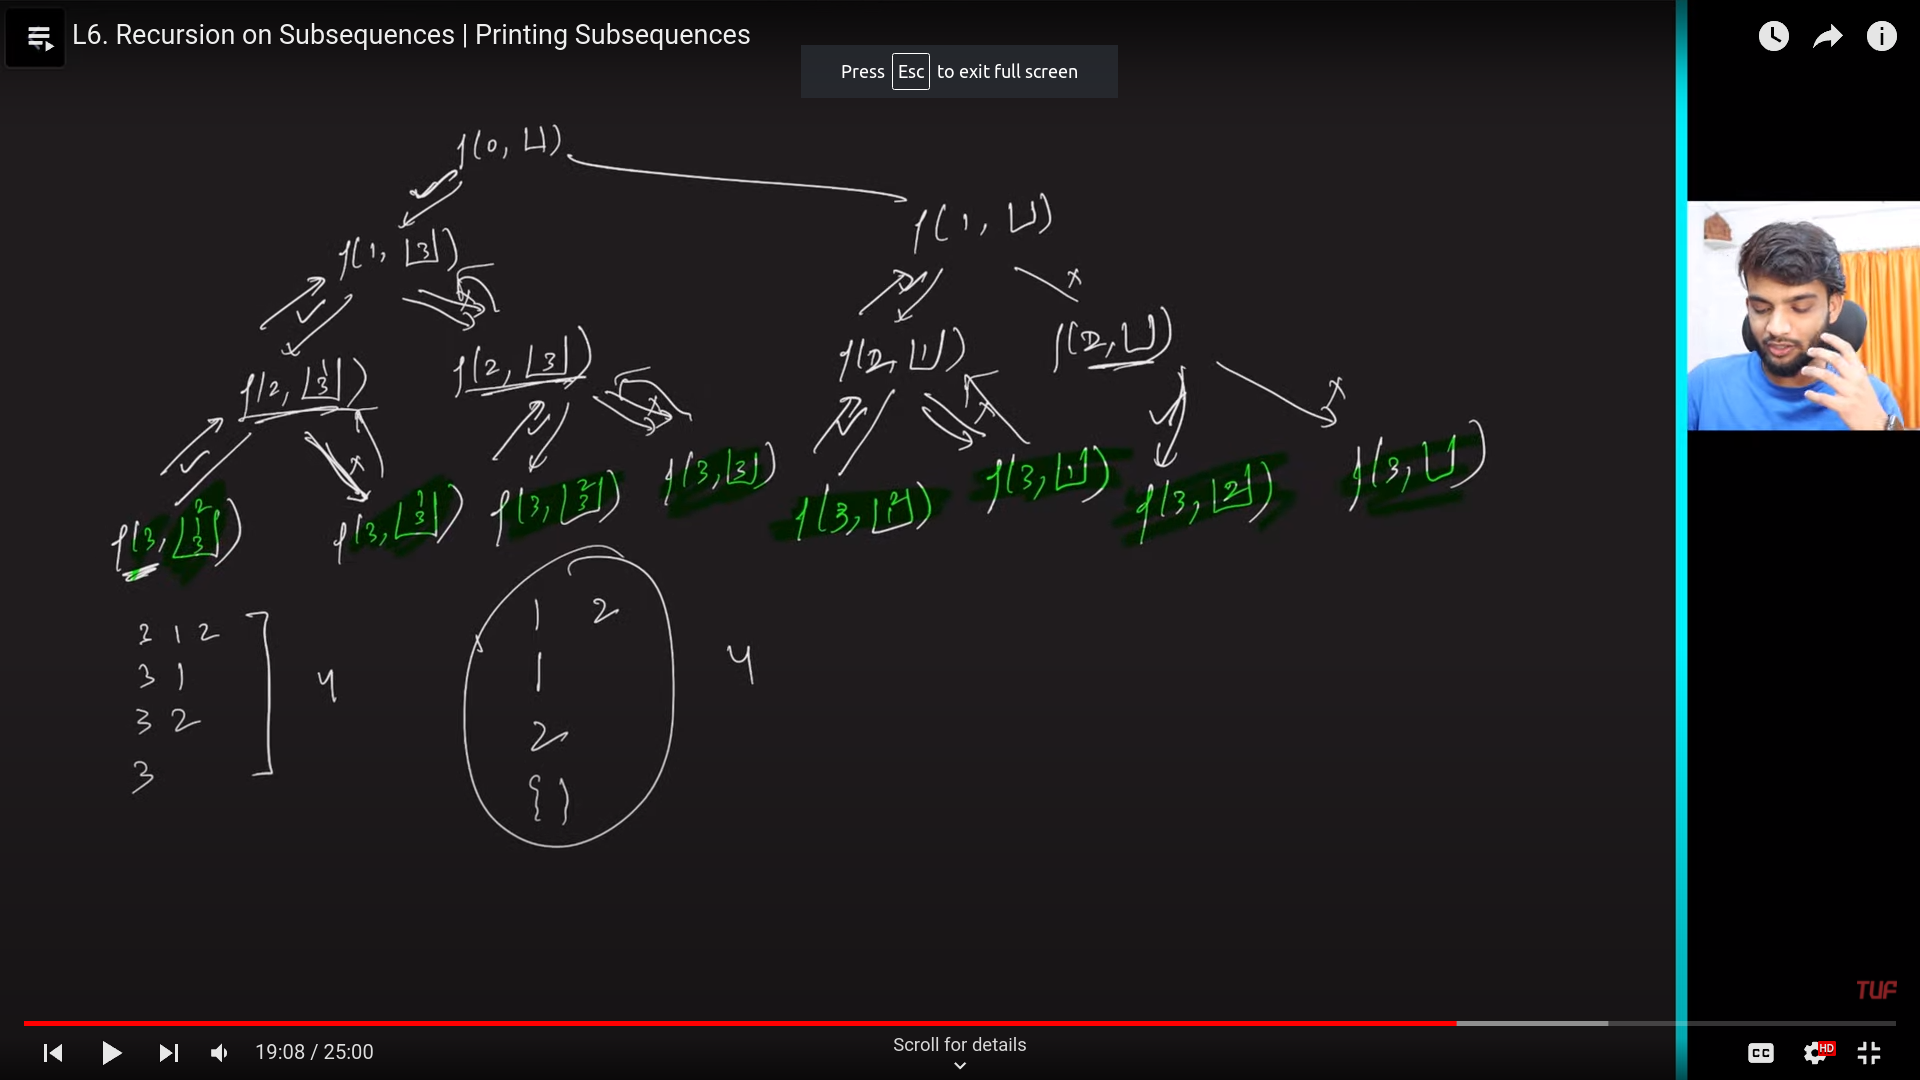 L6. Recursion on Subsequences | Printing Subsequences
Press Esc to exit full screen
f(0, ⊔)
f(1, ⊔)
f(1, |3|)
f(2, |1 3|)
f(2, |3|)
f(2, |1|)
f(2, ⊔)
f(3, |2 1 3|)
f(3, |1 3|)
f(3, |2 3|)
f(3, |3|)
f(3, |2 1|)
f(3, |1|)
f(3, |2|)
f(3, ⊔)
3 1 2
3 1
3 2
3
4
1 2
1
2
{}
4
TUF
19:08 / 25:00
Scroll for details
CC
HD